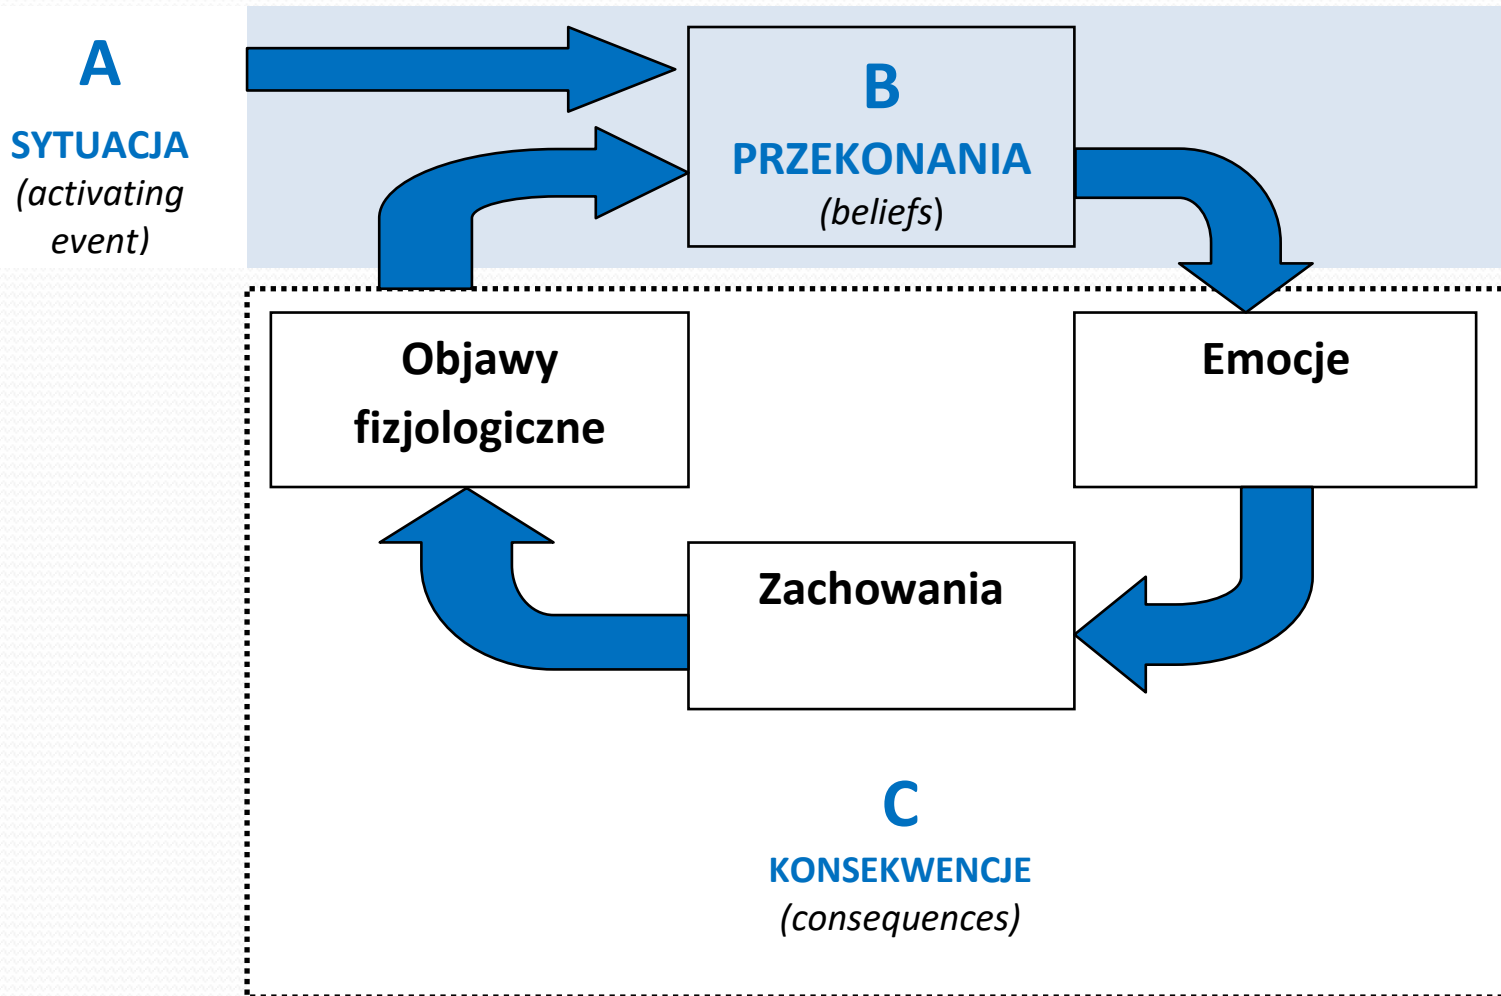 A
SYTUACJA
(activating
event)
B
PRZEKONANIA
(beliefs)
Objawy
fizjologiczne
Emocje
Zachowania
C
KONSEKWENCJE
(consequences)